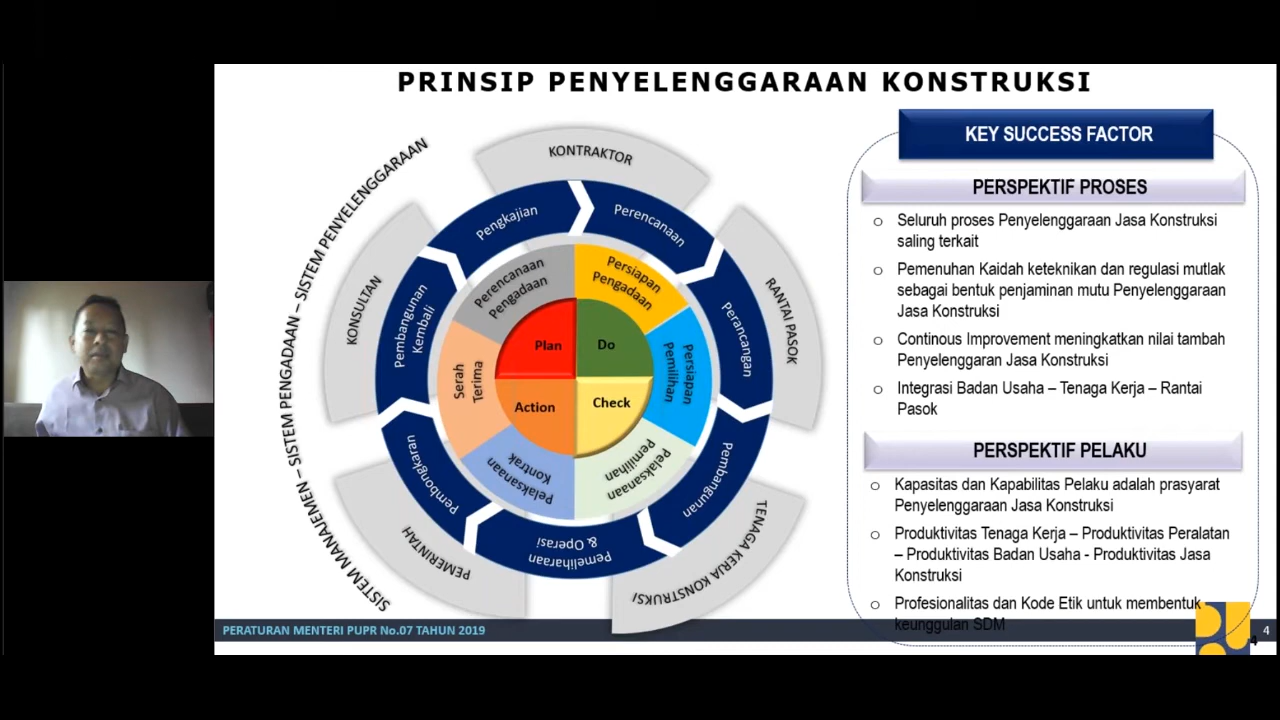 PRINSIP PENYELENGGARAAN KONSTRUKSI
SISTEM MANAJEMEN – SISTEM PENGADAAN – SISTEM PENYELENGGARAAN
KONTRAKTOR
RANTAI PASOK
TENAGA KERJA KONSTRUKSI
PEMERINTAH
KONSULTAN
Pengkajian
Perencanaan
Perancangan
Pembangunan
Pemeliharaan
& Operasi
Pembongkaran
Pembangunan
Kembali
Perencanaan
Pengadaan
Persiapan
Pengadaan
Persiapan
Pemilihan
Pelaksanaan
Pemilihan
Pelaksanaan
Kontrak
Serah
Terima
Plan
Do
Check
Action
KEY SUCCESS FACTOR
PERSPEKTIF PROSES
o Seluruh proses Penyelenggaraan Jasa Konstruksi
saling terkait
o Pemenuhan Kaidah keteknikan dan regulasi mutlak
sebagai bentuk penjaminan mutu Penyelenggaraan
Jasa Konstruksi
o Continous Improvement meningkatkan nilai tambah
Penyelenggaran Jasa Konstruksi
o Integrasi Badan Usaha – Tenaga Kerja – Rantai
Pasok
PERSPEKTIF PELAKU
o Kapasitas dan Kapabilitas Pelaku adalah prasyarat
Penyelenggaraan Jasa Konstruksi
o Produktivitas Tenaga Kerja – Produktivitas Peralatan
– Produktivitas Badan Usaha - Produktivitas Jasa
Konstruksi
o Profesionalitas dan Kode Etik untuk membentuk
keunggulan SDM
PERATURAN MENTERI PUPR No.07 TAHUN 2019
4
4